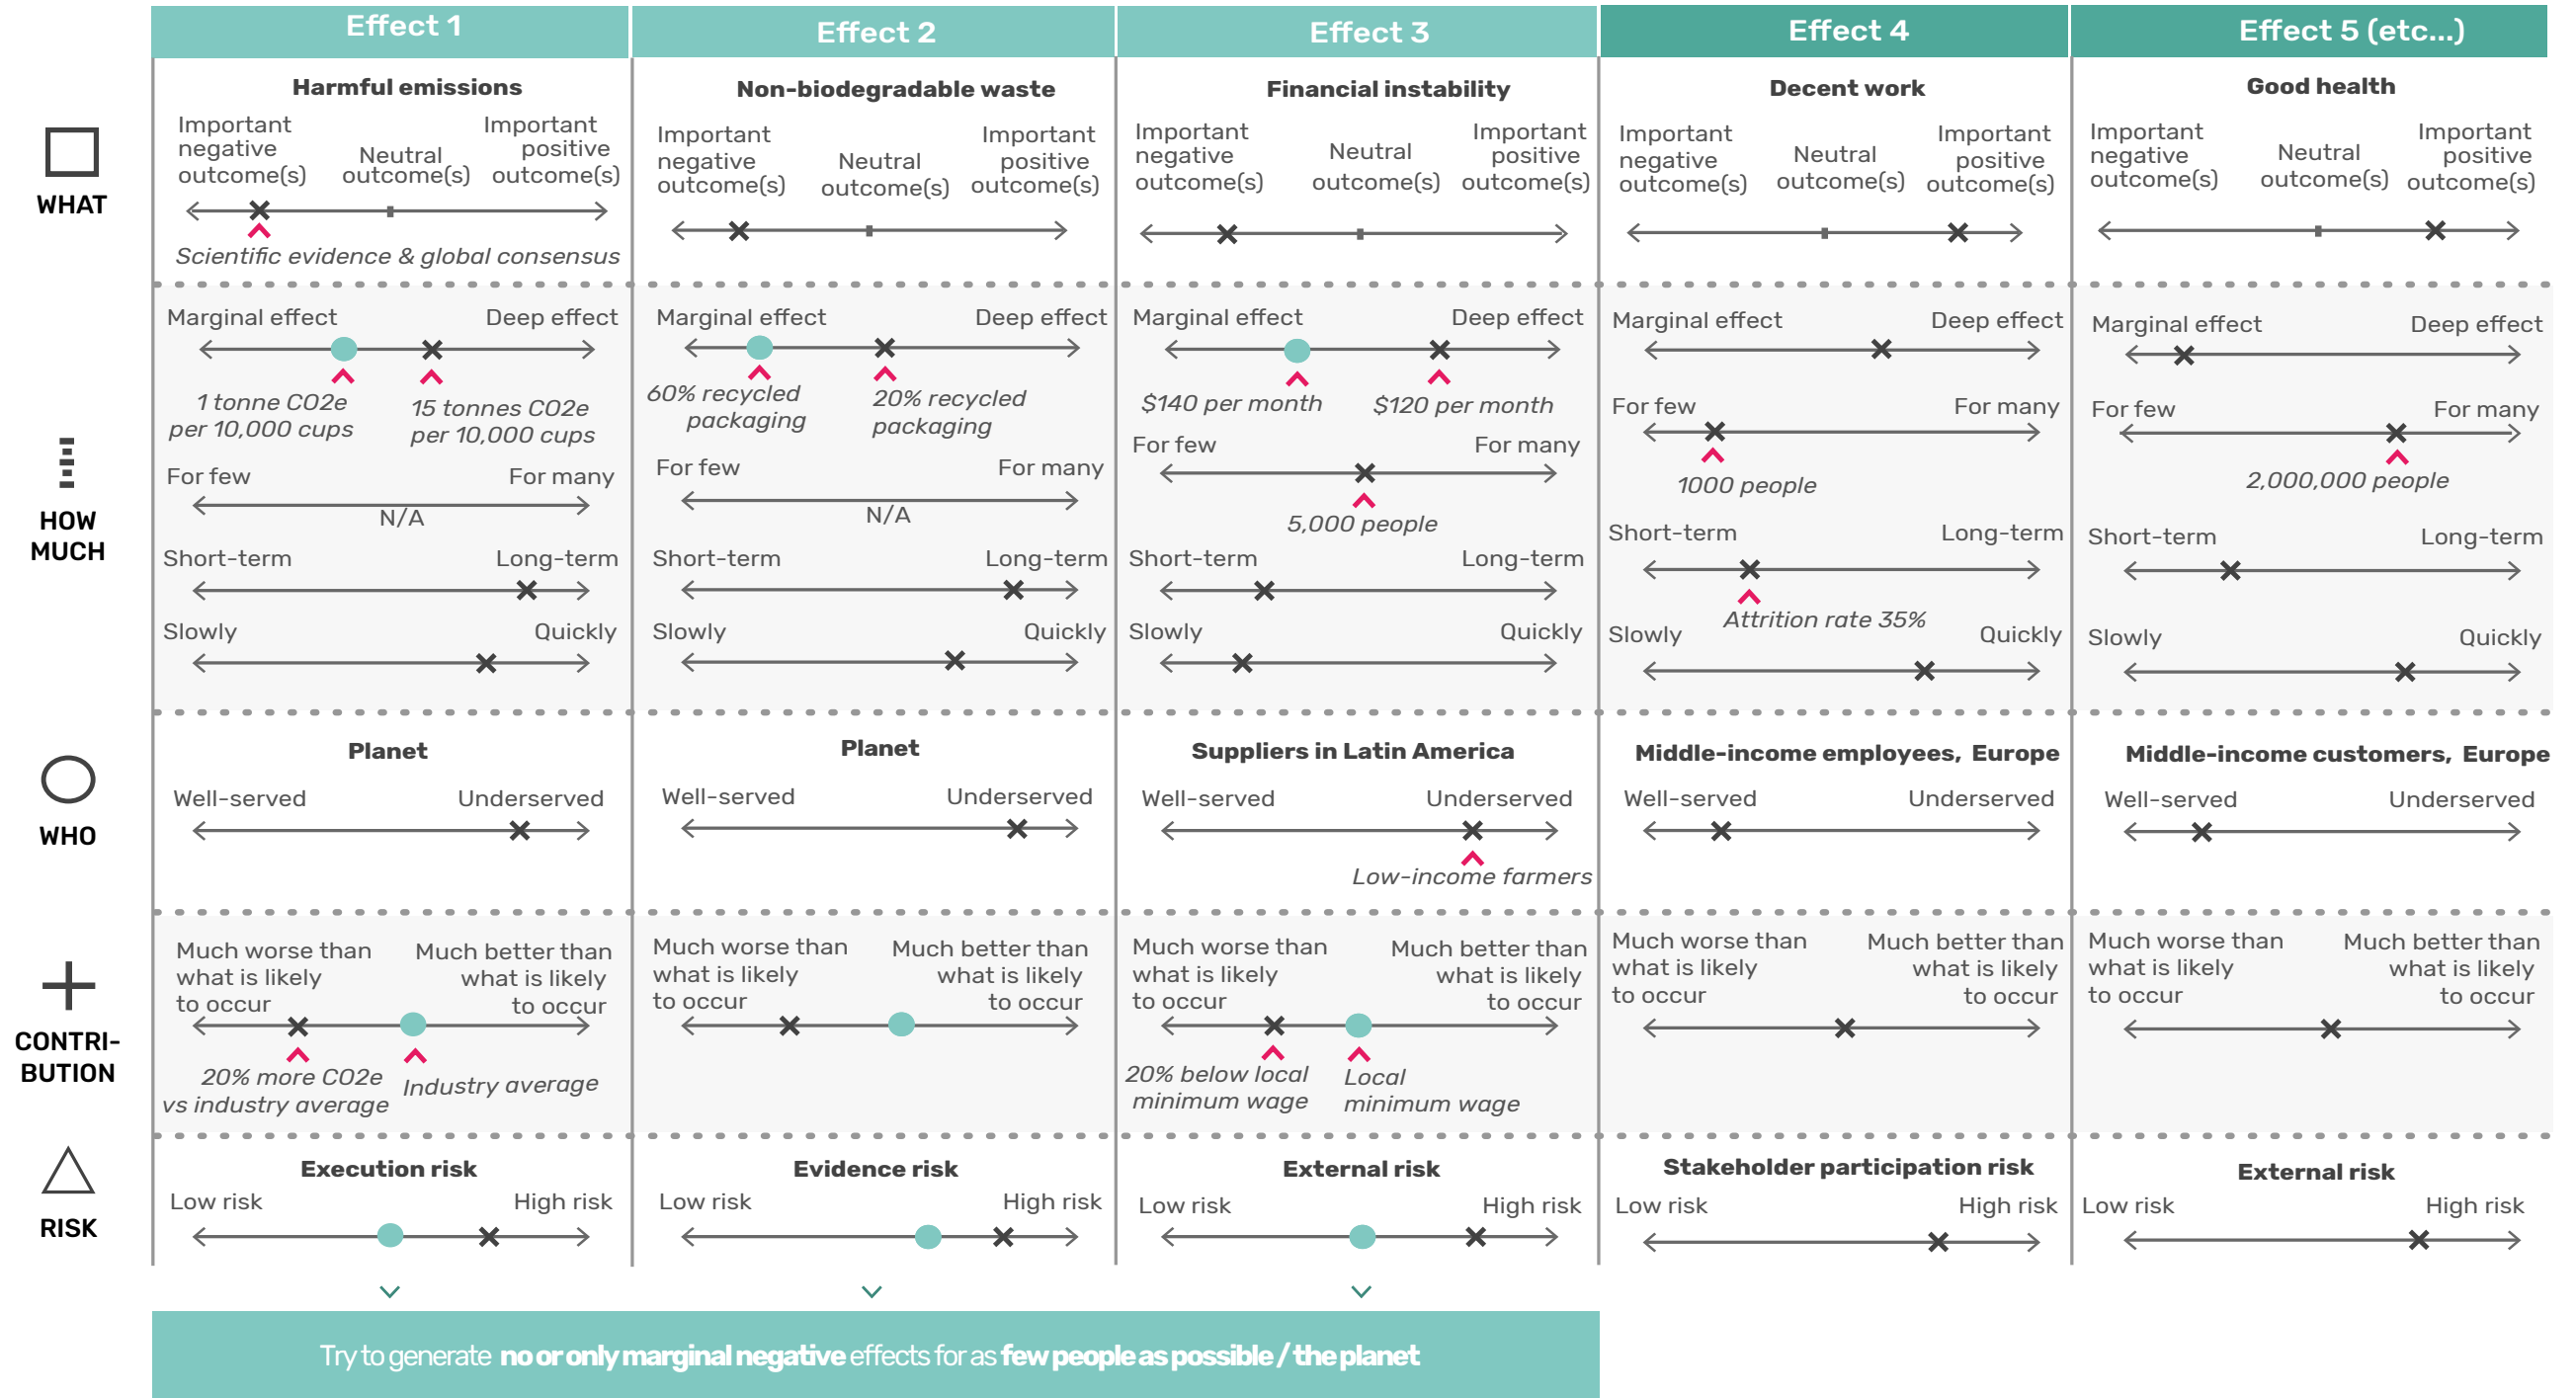 Effect 1
Effect 2
Effect 3
Effect 4
Effect 5 (etc...)
WHAT
Harmful emissions
Important
negative
outcome(s)
Neutral
outcome(s)
Important
positive
outcome(s)
Scientific evidence & global consensus
Non-biodegradable waste
Important
negative
outcome(s)
Neutral
outcome(s)
Important
positive
outcome(s)
Financial instability
Important
negative
outcome(s)
Neutral
outcome(s)
Important
positive
outcome(s)
Decent work
Important
negative
outcome(s)
Neutral
outcome(s)
Important
positive
outcome(s)
Good health
Important
negative
outcome(s)
Neutral
outcome(s)
Important
positive
outcome(s)
HOW
MUCH
Marginal effect
Deep effect
1 tonne CO2e
per 10,000 cups
15 tonnes CO2e
per 10,000 cups
For few
For many
N/A
Short-term
Long-term
Slowly
Quickly
Marginal effect
Deep effect
60% recycled
packaging
20% recycled
packaging
For few
For many
N/A
Short-term
Long-term
Slowly
Quickly
Marginal effect
Deep effect
$140 per month
$120 per month
For few
For many
5,000 people
Short-term
Long-term
Slowly
Quickly
Marginal effect
Deep effect
For few
For many
1000 people
Short-term
Long-term
Attrition rate 35%
Slowly
Quickly
Marginal effect
Deep effect
For few
For many
2,000,000 people
Short-term
Long-term
Slowly
Quickly
WHO
Planet
Well-served
Underserved
Planet
Well-served
Underserved
Suppliers in Latin America
Well-served
Underserved
Low-income farmers
Middle-income employees, Europe
Well-served
Underserved
Middle-income customers, Europe
Well-served
Underserved
CONTRI-
BUTION
Much worse than
what is likely
to occur
Much better than
what is likely
to occur
20% more CO2e
vs industry average
Industry average
Much worse than
what is likely
to occur
Much better than
what is likely
to occur
Much worse than
what is likely
to occur
Much better than
what is likely
to occur
20% below local
minimum wage
Local
minimum wage
Much worse than
what is likely
to occur
Much better than
what is likely
to occur
Much worse than
what is likely
to occur
Much better than
what is likely
to occur
RISK
Execution risk
Low risk
High risk
Evidence risk
Low risk
High risk
External risk
Low risk
High risk
Stakeholder participation risk
Low risk
High risk
External risk
Low risk
High risk
Try to generate no or only marginal negative effects for as few people as possible / the planet